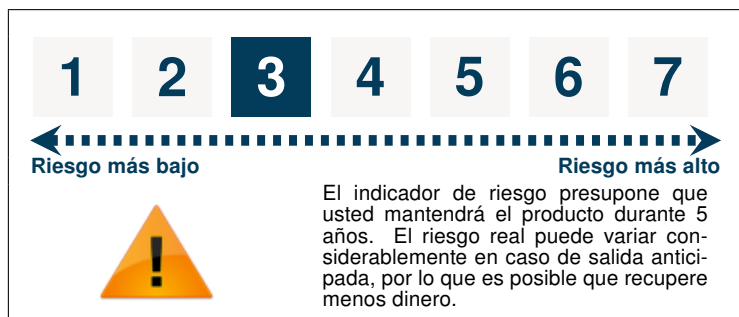 1 2 3 4 5 6 7
Riesgo más bajo Riesgo más alto
El indicador de riesgo presupone que
usted mantendrá el producto durante 5
años. El riesgo real puede variar con-
siderablemente en caso de salida antici-
pada, por lo que es posible que recupere
menos dinero.